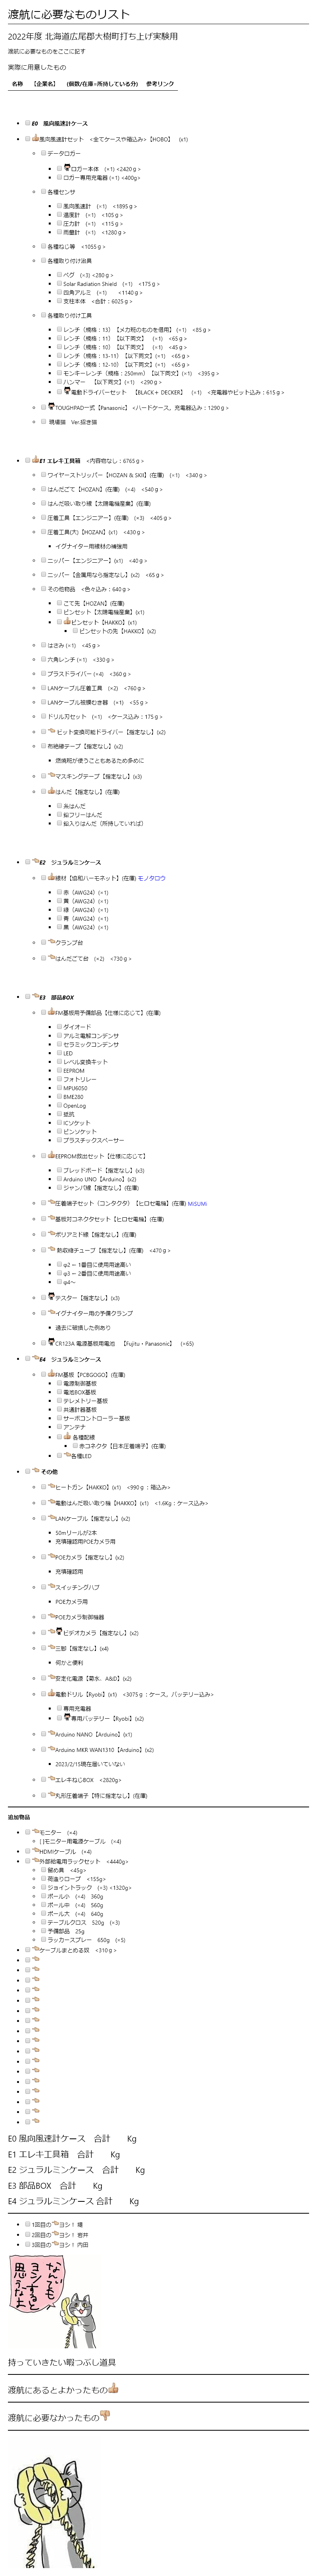 渡航に必要なものリスト
2022年度 北海道広尾郡大樹町打ち上げ実験用
渡航に必要なものをここに記す
実際に用意したもの
名称 【企業名】 (個数/在庫=所持している分) 参考リンク
E0 風向風速計ケース
風向風速計セット <全てケースや箱込み>【HOBO】 (x1)
データロガー
ロガー本体 (=1) <2420ｇ>
ロガー専用充電器 (=1) <400g>
各種センサ
風向風速計 (=1) <1895ｇ>
温度計 (=1) <105ｇ>
圧力計 (=1) <115ｇ>
雨量計 (=1) <1280ｇ>
各種ねじ等 <1055ｇ>
各種取り付け治具
ペグ (=3) <280ｇ>
Solar Radiation Shield (=1) <175ｇ>
四角アルミ (=1) <1140ｇ>
支柱本体 <合計：6025ｇ>
各種取り付け工具
レンチ（規格：13）【メカ班のものを借用】 (=1) <85ｇ>
レンチ（規格：11）【以下同文】 (=1) <65ｇ>
レンチ（規格：10）【以下同文】 (=1) <45ｇ>
レンチ（規格：13-11）【以下同文】(=1) <65ｇ>
レンチ（規格：12-10）【以下同文】(=1) <65ｇ>
モンキーレンチ（規格：250mm）【以下同文】(=1) <395ｇ>
ハンマー 【以下同文】(=1) <290ｇ>
電動ドライバーセット 【BLACK + DECKER】 (=1) <充電器やビット込み：615ｇ>
TOUGHPAD一式【Panasonic】 <ハードケース，充電器込み：1290ｇ>
現場猫 Ver.招き猫
E1 エレキ工具箱 <内容物なし：6765ｇ>
ワイヤーストリッパー【HOZAN & SKII】(在庫) (=1) <340ｇ>
はんだごて【HOZAN】(在庫) (=4) <540ｇ>
はんだ吸い取り線【太陽電機産業】(在庫)
圧着工具【エンジニアー】(在庫) (=3) <405ｇ>
圧着工具(大)【HOZAN】(x1) <430ｇ>
イグナイター用線材の補強用
ニッパー【エンジニアー】(x1) <40ｇ>
ニッパー【金属用なら指定なし】(x2) <65ｇ>
その他物品 <色々込み：640ｇ>
こて先【HOZAN】(在庫)
ピンセット【太陽電機産業】(x1)
ピンセット【HAKKO】(x1)
ピンセットの先【HAKKO】(x2)
はさみ (=1) <45ｇ>
六角レンチ (=1) <330ｇ>
プラスドライバー (=4) <360ｇ>
LANケーブル圧着工具 (=2) <760ｇ>
LANケーブル被膜むき器 (=1) <55ｇ>
ドリル刃セット (=1) <ケース込み：175ｇ>
ビット変換可能ドライバー【指定なし】(x2)
布絶縁テープ【指定なし】(x2)
燃焼班が使うこともあるため多めに
マスキングテープ【指定なし】(x3)
はんだ【指定なし】(在庫)
糸はんだ
鉛フリーはんだ
鉛入りはんだ（所持していれば）
E2 ジュラルミンケース
線材【協和ハーモネット】(在庫) モノタロウ
赤（AWG24）(=1)
黄（AWG24）(=1)
緑（AWG24）(=1)
青（AWG24）(=1)
黒（AWG24）(=1)
クランプ台
はんだごて台 (=2) <730ｇ>
E3 部品BOX
FM基板用予備部品【仕様に応じて】(在庫)
ダイオード
アルミ電解コンデンサ
セラミックコンデンサ
LED
レベル変換キット
EEPROM
フォトリレー
MPU6050
BME280
OpenLog
抵抗
ICソケット
ピンソケット
プラスチックスペーサー
EEPROM救出セット【仕様に応じて】
ブレッドボード【指定なし】(x3)
Arduino UNO【Arduino】(x2)
ジャンパ線【指定なし】(在庫)
圧着端子セット（コンタクタ）【ヒロセ電機】(在庫) MISUMI
基板対コネクタセット【ヒロセ電機】(在庫)
ポリアミド線【指定なし】(在庫)
熱収縮チューブ【指定なし】(在庫) <470ｇ>
φ2 ← 1番目に使用用途高い
φ3 ← 2番目に使用用途高い
φ4～
テスター【指定なし】(x3)
イグナイター用の予備クランプ
過去に破損した例あり
CR123A 電源基板用電池 【Fujitu・Panasonic】 (=65)
E4 ジュラルミンケース
FM基板【PCBGOGO】(在庫)
電源制御基板
電池BOX基板
テレメトリー基板
共通計器基板
サーボコントローラー基板
アンテナ
各種配線
赤コネクタ【日本圧着端子】(在庫)
各種LED
その他
ヒートガン【HAKKO】(x1) <990ｇ：箱込み>
電動はんだ吸い取り機【HAKKO】(x1) <1.6Kg：ケース込み>
LANケーブル【指定なし】(x2)
50mリールが2本
充填確認用POEカメラ用
POEカメラ【指定なし】(x2)
充填確認用
スイッチングハブ
POEカメラ用
POEカメラ制御機器
ビデオカメラ【指定なし】(x2)
三脚【指定なし】(x4)
何かと便利
安定化電源【菊水、A&D】(x2)
電動ドリル【Ryobi】(x1) <3075ｇ：ケース，バッテリー込み>
専用充電器
専用バッテリー【Ryobi】(x2)
Arduino NANO【Arduino】(x1)
Arduino MKR WAN1310【Arduino】(x2)
2023/2/15現在届いていない
エレキねじBOX <2820g>
丸形圧着端子【特に指定なし】(在庫)
追加物品
モニター (=4)
[ ]モニター用電源ケーブル (=4)
HDMIケーブル (=4)
外部給電用ラックセット <4440g>
留め具 <45g>
荷造りロープ <155g>
ジョイントラック (=3) <1320g>
ポール小 (=4) 360g
ポール中 (=4) 560g
ポール大 (=4) 640g
テーブルクロス 520g (=3)
予備部品 25g
ラッカースプレー 650g (=5)
ケーブルまとめる奴 <310ｇ>
E0 風向風速計ケース 合計 Kg
E1 エレキ工具箱 合計 Kg
E2 ジュラルミンケース 合計 Kg
E3 部品BOX 合計 Kg
E4 ジュラルミンケース 合計 Kg
1回目のヨシ！ 堤
2回目のヨシ！ 岩井
3回目のヨシ！ 内田
なんでも
ヨシ！すると
思うなよ
持っていきたい暇つぶし道具
渡航にあるとよかったもの
渡航に必要なかったもの